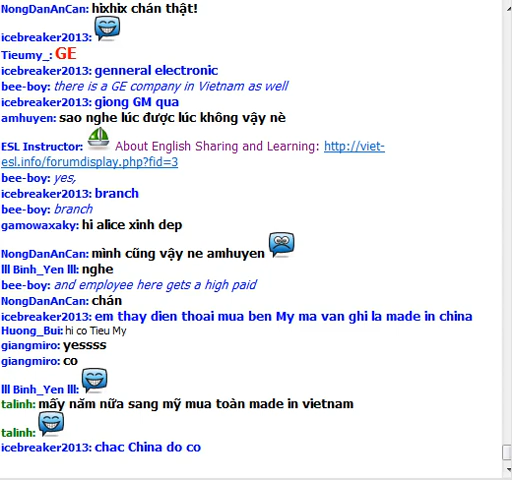 NongDanAnCan: hixhix chán thật!
icebreaker2013:
Tieumy_: GE
icebreaker2013: genneral electronic
bee-boy: there is a GE company in Vietnam as well
icebreaker2013: giong GM qua
amhuyen: sao nghe lúc được lúc không vậy nè
ESL Instructor: About English Sharing and Learning: http://viet-
esl.info/forumdisplay.php?fid=3
bee-boy: yes,
icebreaker2013: branch
bee-boy: branch
gamowaxaky: hi alice xinh dep
NongDanAnCan: mình cũng vậy ne amhuyen
lll Binh_Yen lll: nghe
bee-boy: and employee here gets a high paid
NongDanAnCan: chán
icebreaker2013: em thay dien thoai mua ben My ma van ghi la made in china
Huong_Bui: hi co Tieu My
giangmiro: yessss
giangmiro: co
lll Binh_Yen lll:
talinh: mấy năm nữa sang mỹ mua toàn made in vietnam
talinh:
icebreaker2013: chac China do co